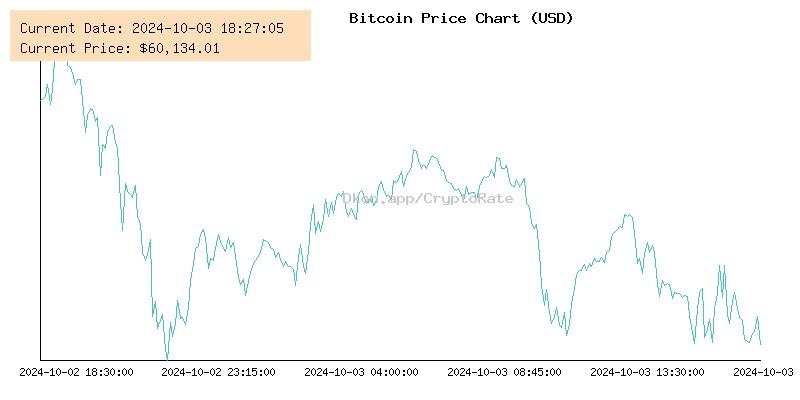 Bitcoin Price Chart (USD)
Current Date: 2024-10-03 18:27:05
Current Price: $60,134.01
Dkon.app/CryptoRate
2024-10-02 18:30:00 2024-10-02 23:15:00 2024-10-03 04:00:00 2024-10-03 08:45:00 2024-10-03 13:30:00 2024-10-03